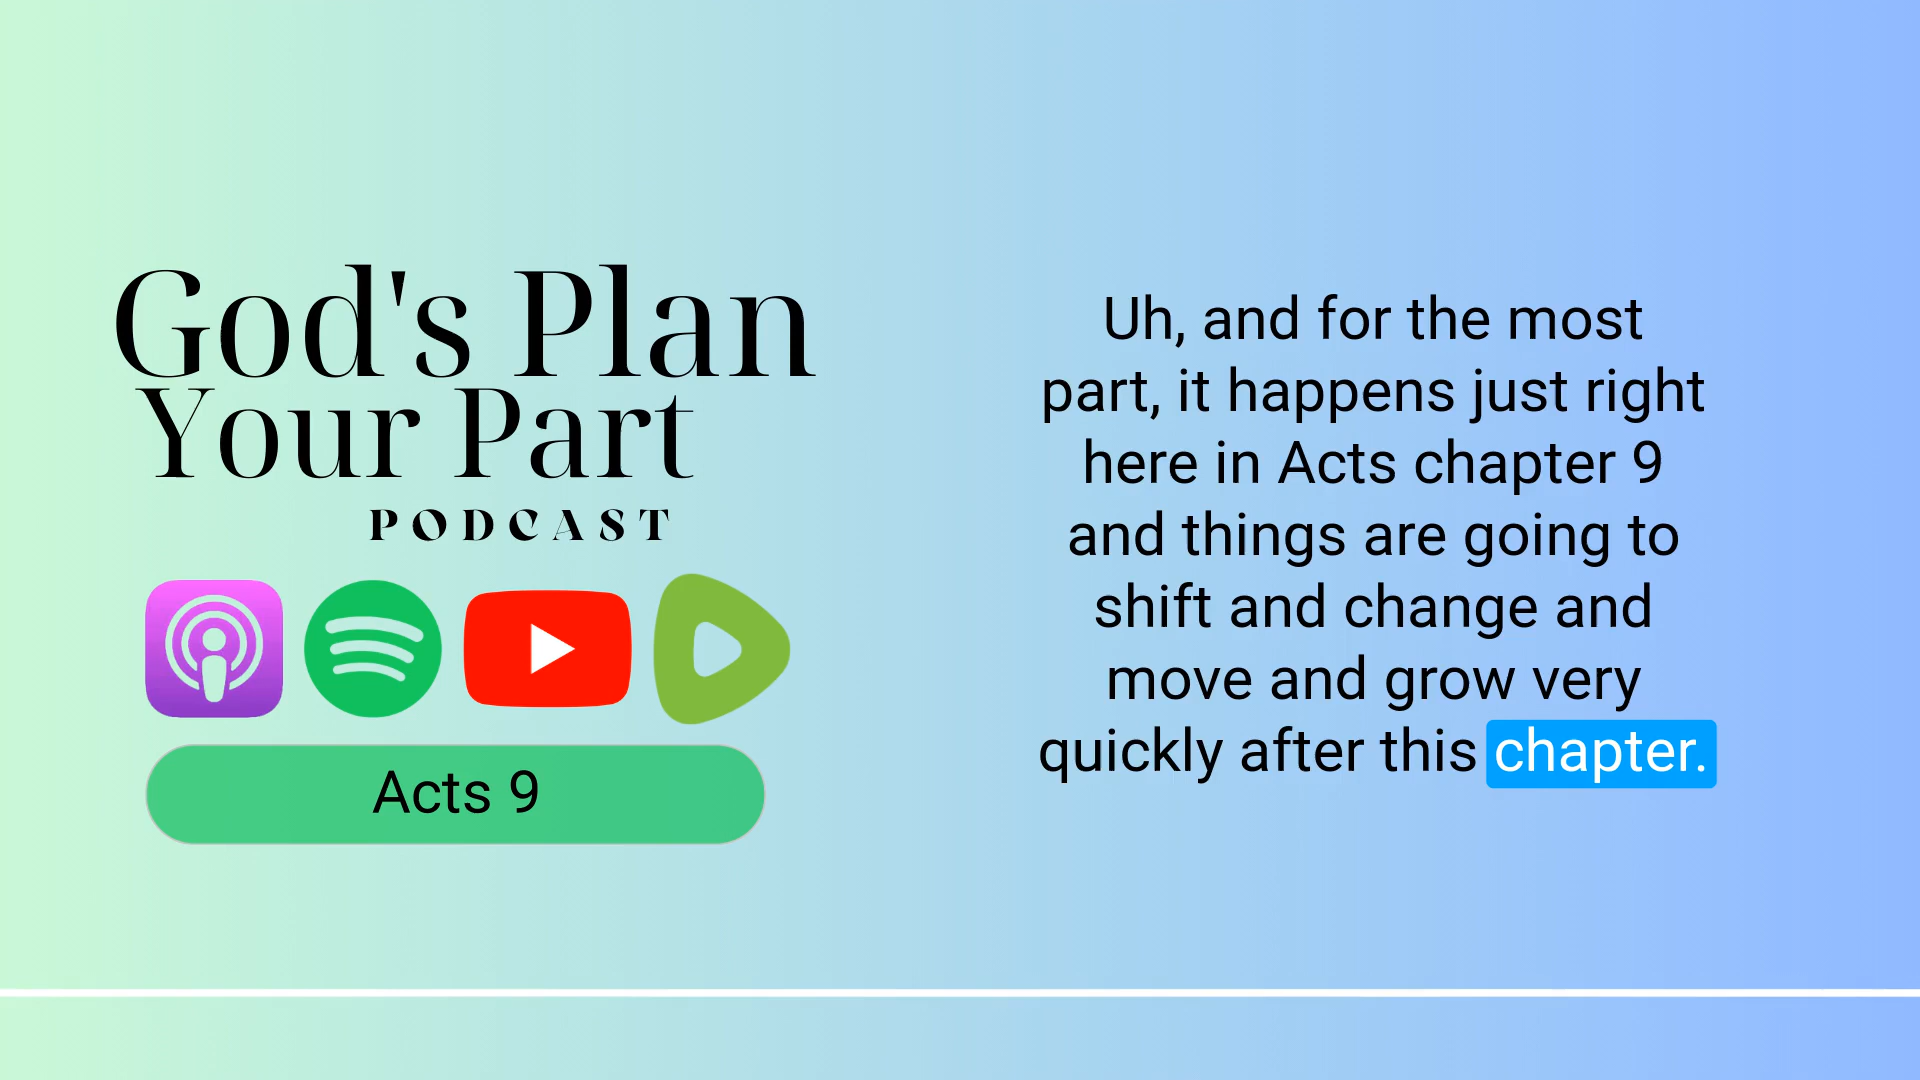 God's Plan
Your Part
PODCAST
Acts 9
Uh, and for the most
part, it happens just right
here in Acts chapter 9
and things are going to
shift and change and
move and grow very
quickly after this chapter.